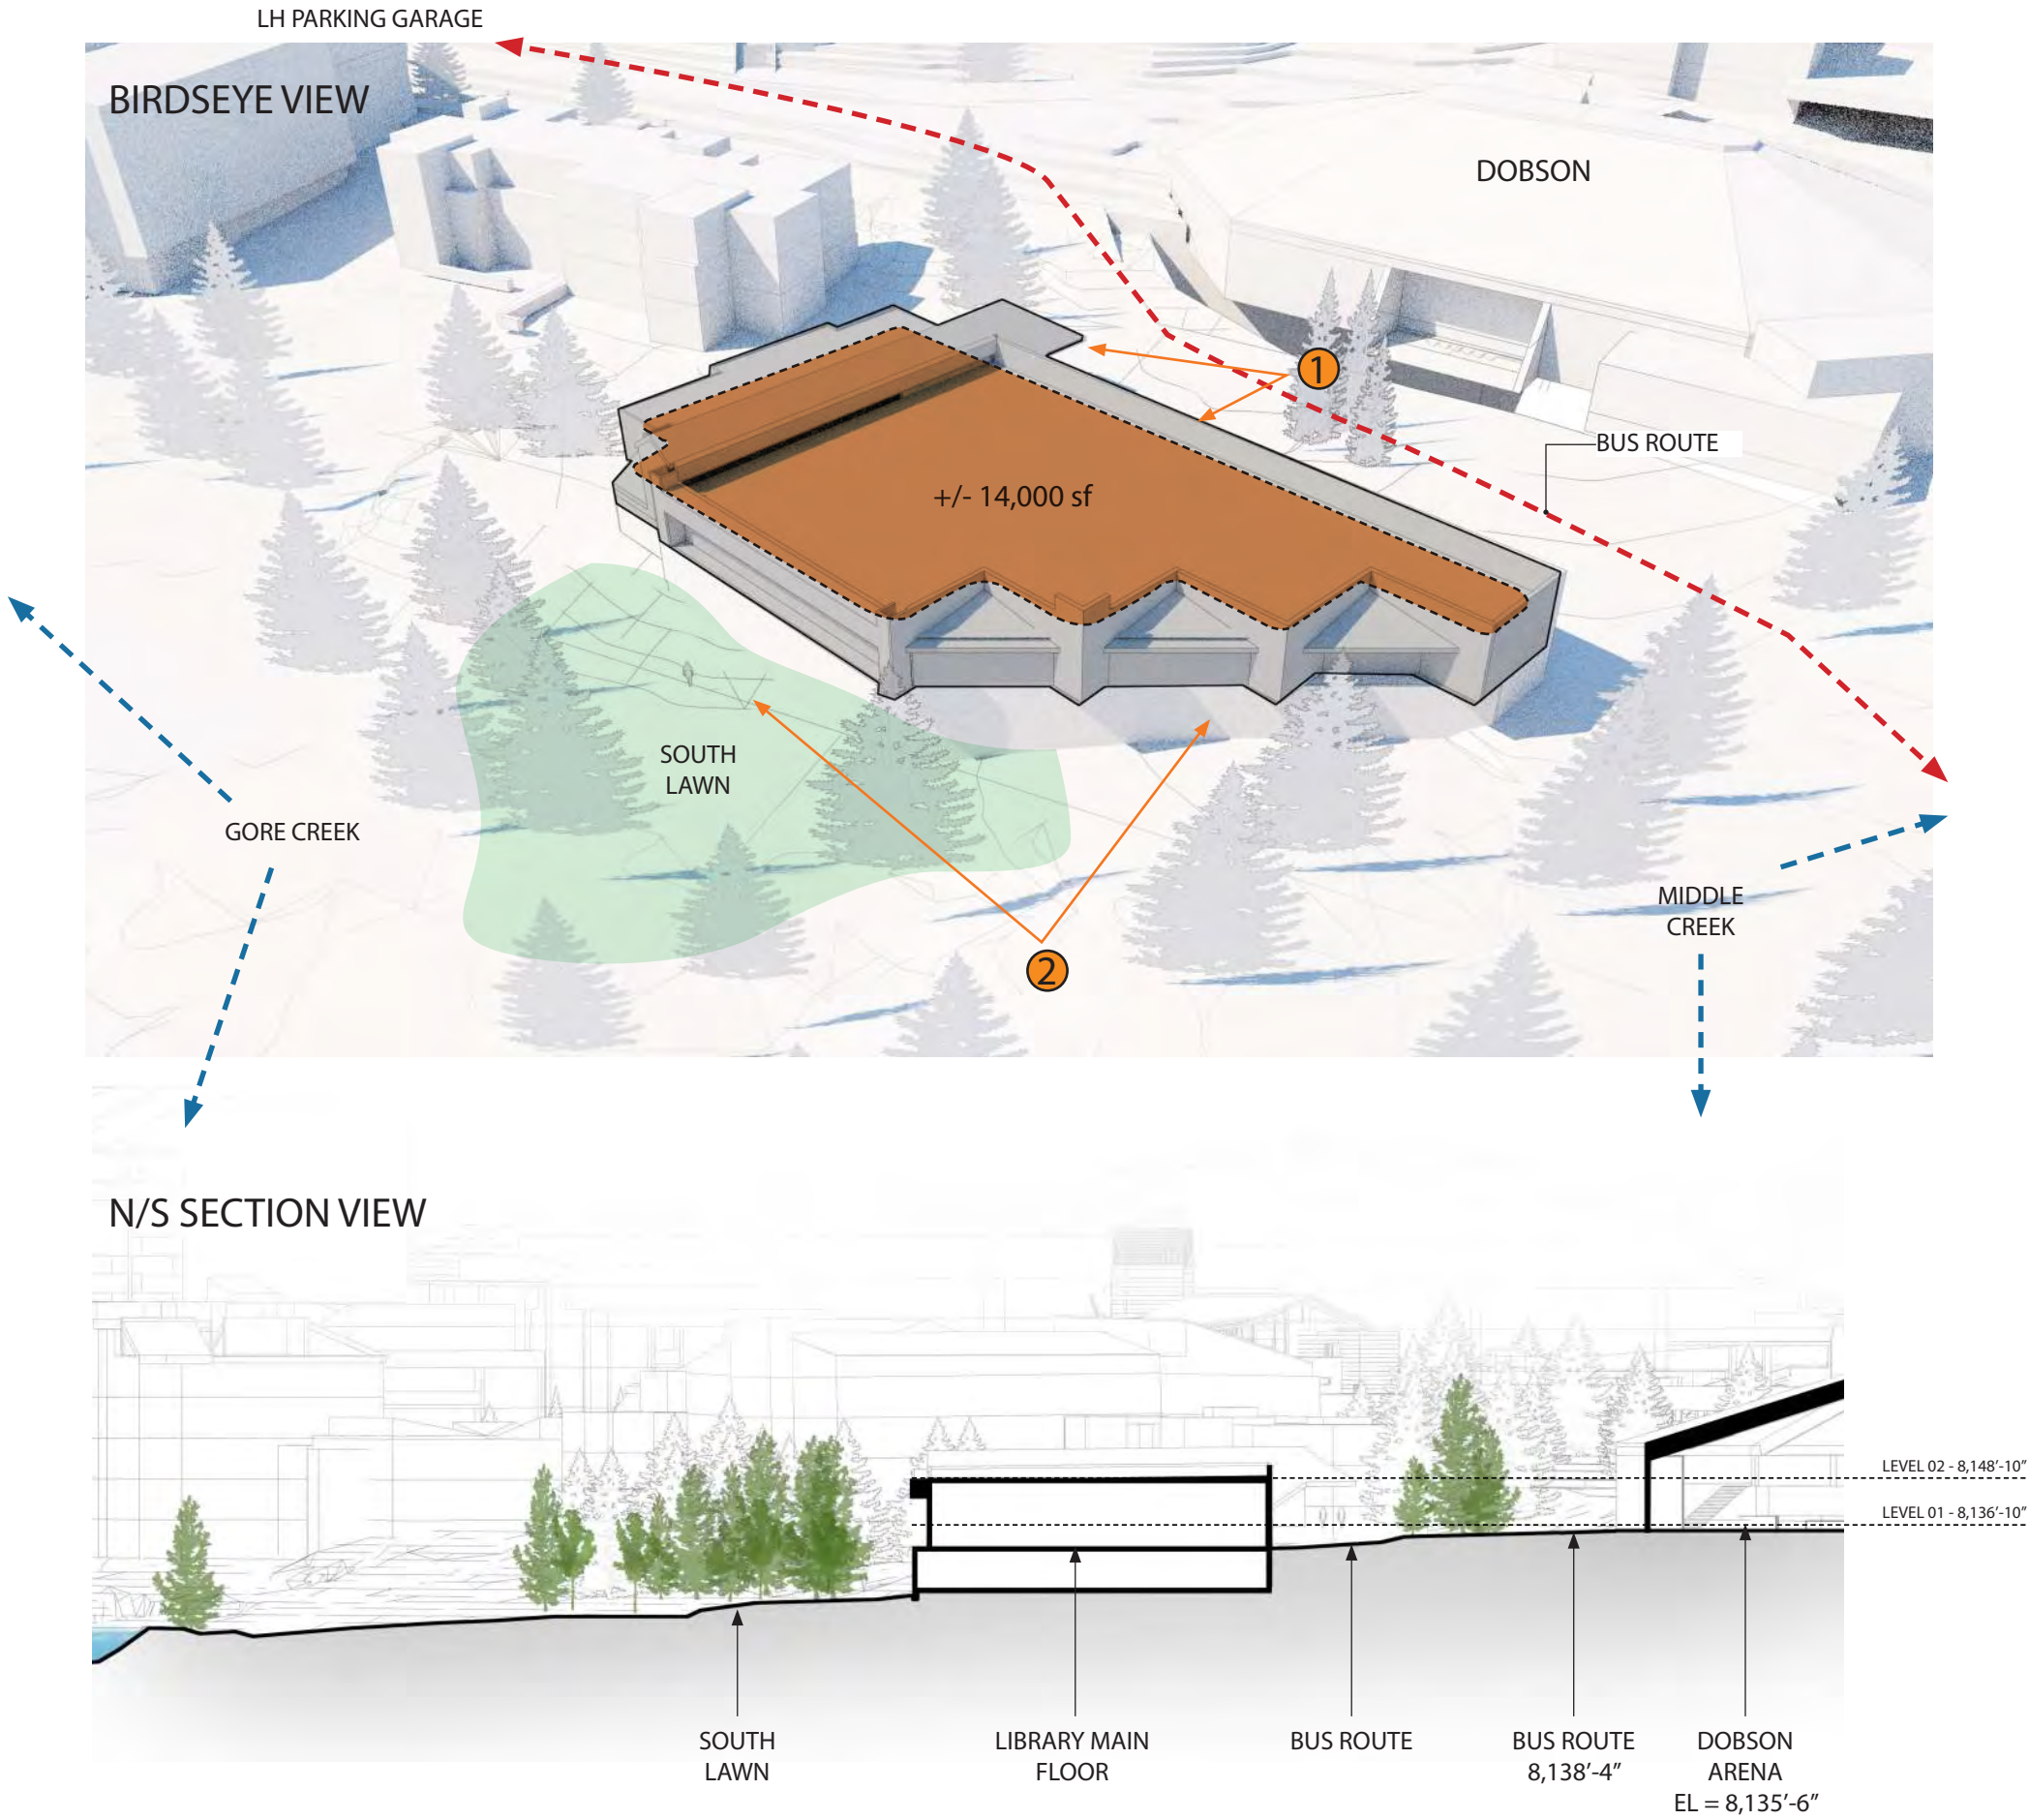 LH PARKING GARAGE
BIRDSEYE VIEW
DOBSON
1
BUS ROUTE
+/- 14,000 sf
SOUTH
LAWN
GORE CREEK
MIDDLE
CREEK
2
N/S SECTION VIEW
LEVEL 02 - 8,148'-10"
LEVEL 01 - 8,136'-10"
SOUTH
LAWN
LIBRARY MAIN
FLOOR
BUS ROUTE
BUS ROUTE
8,138'-4"
DOBSON
ARENA
EL = 8,135'-6"